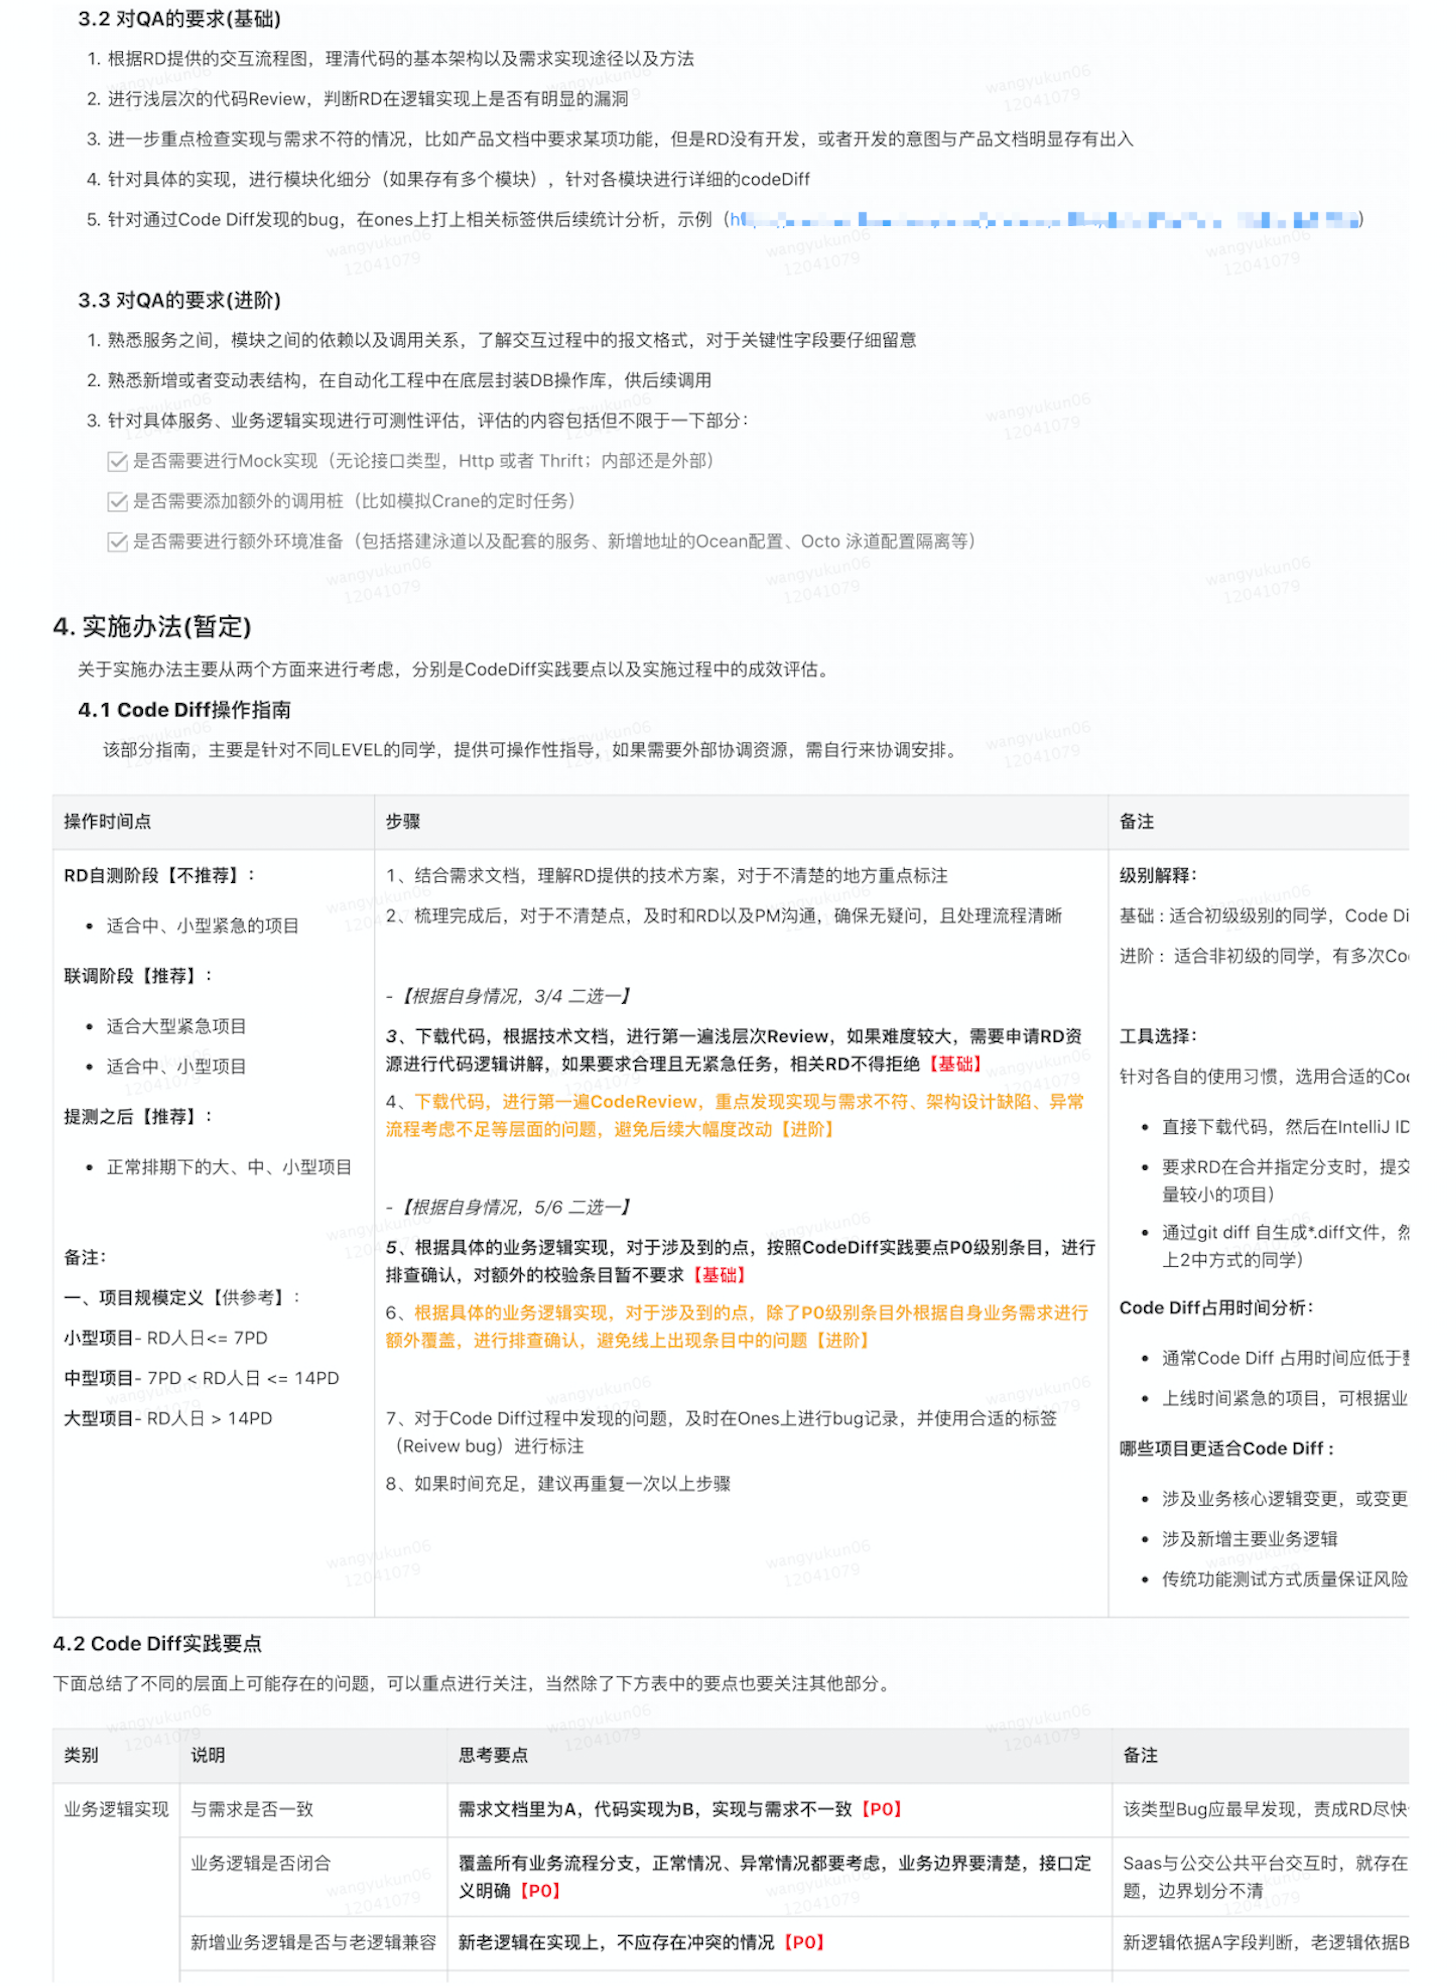 3.2 对QA的要求(基础)
1. 根据RD提供的交互流程图，理清代码的基本架构以及需求实现途径以及方法
2. 进行浅层次的代码Review，判断RD在逻辑实现上是否有明显的漏洞
3. 进一步重点检查实现与需求不符的情况，比如产品文档中要求某项功能，但是RD没有开发，或者开发的意图与产品文档明显存有出入
4. 针对具体的实现，进行模块化细分（如果存有多个模块），针对各模块进行详细的codeDiff
5. 针对通过Code Diff发现的bug，在ones上打上相关标签供后续统计分析，示例（）
3.3 对QA的要求(进阶)
1. 熟悉服务之间，模块之间的依赖以及调用关系，了解交互过程中的报文格式，对于关键性字段要仔细留意
2. 熟悉新增或者变动表结构，在自动化工程中在底层封装DB操作库，供后续调用
3. 针对具体服务、业务逻辑实现进行可测性评估，评估的内容包括但不限于一下部分：
是否需要进行Mock实现（无论接口类型，Http 或者 Thrift；内部还是外部）
是否需要添加额外的调用桩（比如模拟Crane的定时任务）
是否需要进行额外环境准备（包括搭建泳道以及配套的服务、新增地址的Ocean配置、Octo 泳道配置隔离等）
4. 实施办法(暂定)
关于实施办法主要从两个方面来进行考虑，分别是CodeDiff实践要点以及实施过程中的成效评估。
4.1 Code Diff操作指南
该部分指南，主要是针对不同LEVEL的同学，提供可操作性指导，如果需要外部协调资源，需自行来协调安排。
操作时间点
RD自测阶段【不推荐】：
• 适合中、小型紧急的项目
联调阶段【推荐】：
• 适合大型紧急项目
• 适合中、小型项目
提测之后【推荐】：
• 正常排期下的大、中、小型项目
备注：
一、项目规模定义【供参考】：
小型项目- RD人日<= 7PD
中型项目- 7PD < RD人日 <= 14PD
大型项目- RD人日 > 14PD
步骤
1、结合需求文档，理解RD提供的技术方案，对于不清楚的地方重点标注
2、梳理完成后，对于不清楚点，及时和RD以及PM沟通，确保无疑问，且处理流程清晰
-【根据自身情况，3/4 二选一】
3、下载代码，根据技术文档，进行第一遍浅层次Review，如果难度较大，需要申请RD资
源进行代码逻辑讲解，如果要求合理且无紧急任务，相关RD不得拒绝【基础】
4、下载代码，进行第一遍CodeReview，重点发现实现与需求不符、架构设计缺陷、异常
流程考虑不足等层面的问题，避免后续大幅度改动【进阶】
-【根据自身情况，5/6 二选一】
5、根据具体的业务逻辑实现，对于涉及到的点，按照CodeDiff实践要点P0级别条目，进行
排查确认，对额外的校验条目暂不要求【基础】
6、根据具体的业务逻辑实现，对于涉及到的点，除了P0级别条目外根据自身业务需求进行
额外覆盖，进行排查确认，避免线上出现条目中的问题【进阶】
7、对于Code Diff过程中发现的问题，及时在Ones上进行bug记录，并使用合适的标签
（Reivew bug）进行标注
8、如果时间充足，建议再重复一次以上步骤
备注
级别解释：
基础：适合初级级别的同学，Code Di
进阶：适合非初级的同学，有多次Co
工具选择：
针对各自的使用习惯，选用合适的Co
• 直接下载代码，然后在IntelliJ ID
• 要求RD在合并指定分支时，提交
量较小的项目）
• 通过git diff 自生成*.diff文件，然
上2中方式的同学）
Code Diff占用时间分析：
• 通常Code Diff 占用时间应低于
• 上线时间紧急的项目，可根据业
哪些项目更适合Code Diff：
• 涉及业务核心逻辑变更，或变更
• 涉及新增主要业务逻辑
• 传统功能测试方式质量保证风险
4.2 Code Diff实践要点
下面总结了不同的层面上可能存在的问题，可以重点进行关注，当然除了下方表中的要点也要关注其他部分。
类别 说明 思考要点 备注
业务逻辑实现 与需求是否一致 需求文档里为A，代码实现为B，实现与需求不一致【P0】 该类型Bug应最早发现，责成RD尽快
业务逻辑是否闭合 覆盖所有业务流程分支，正常情况、异常情况都要考虑，业务边界要清楚，接口定
义明确【P0】
Saas与公交公共平台交互时，就存在
题，边界划分不清
新增业务逻辑是否与老逻辑兼容 新老逻辑在实现上，不应存在冲突的情况【P0】 新逻辑依据A字段判断，老逻辑依据B
wangyukun06
12041079